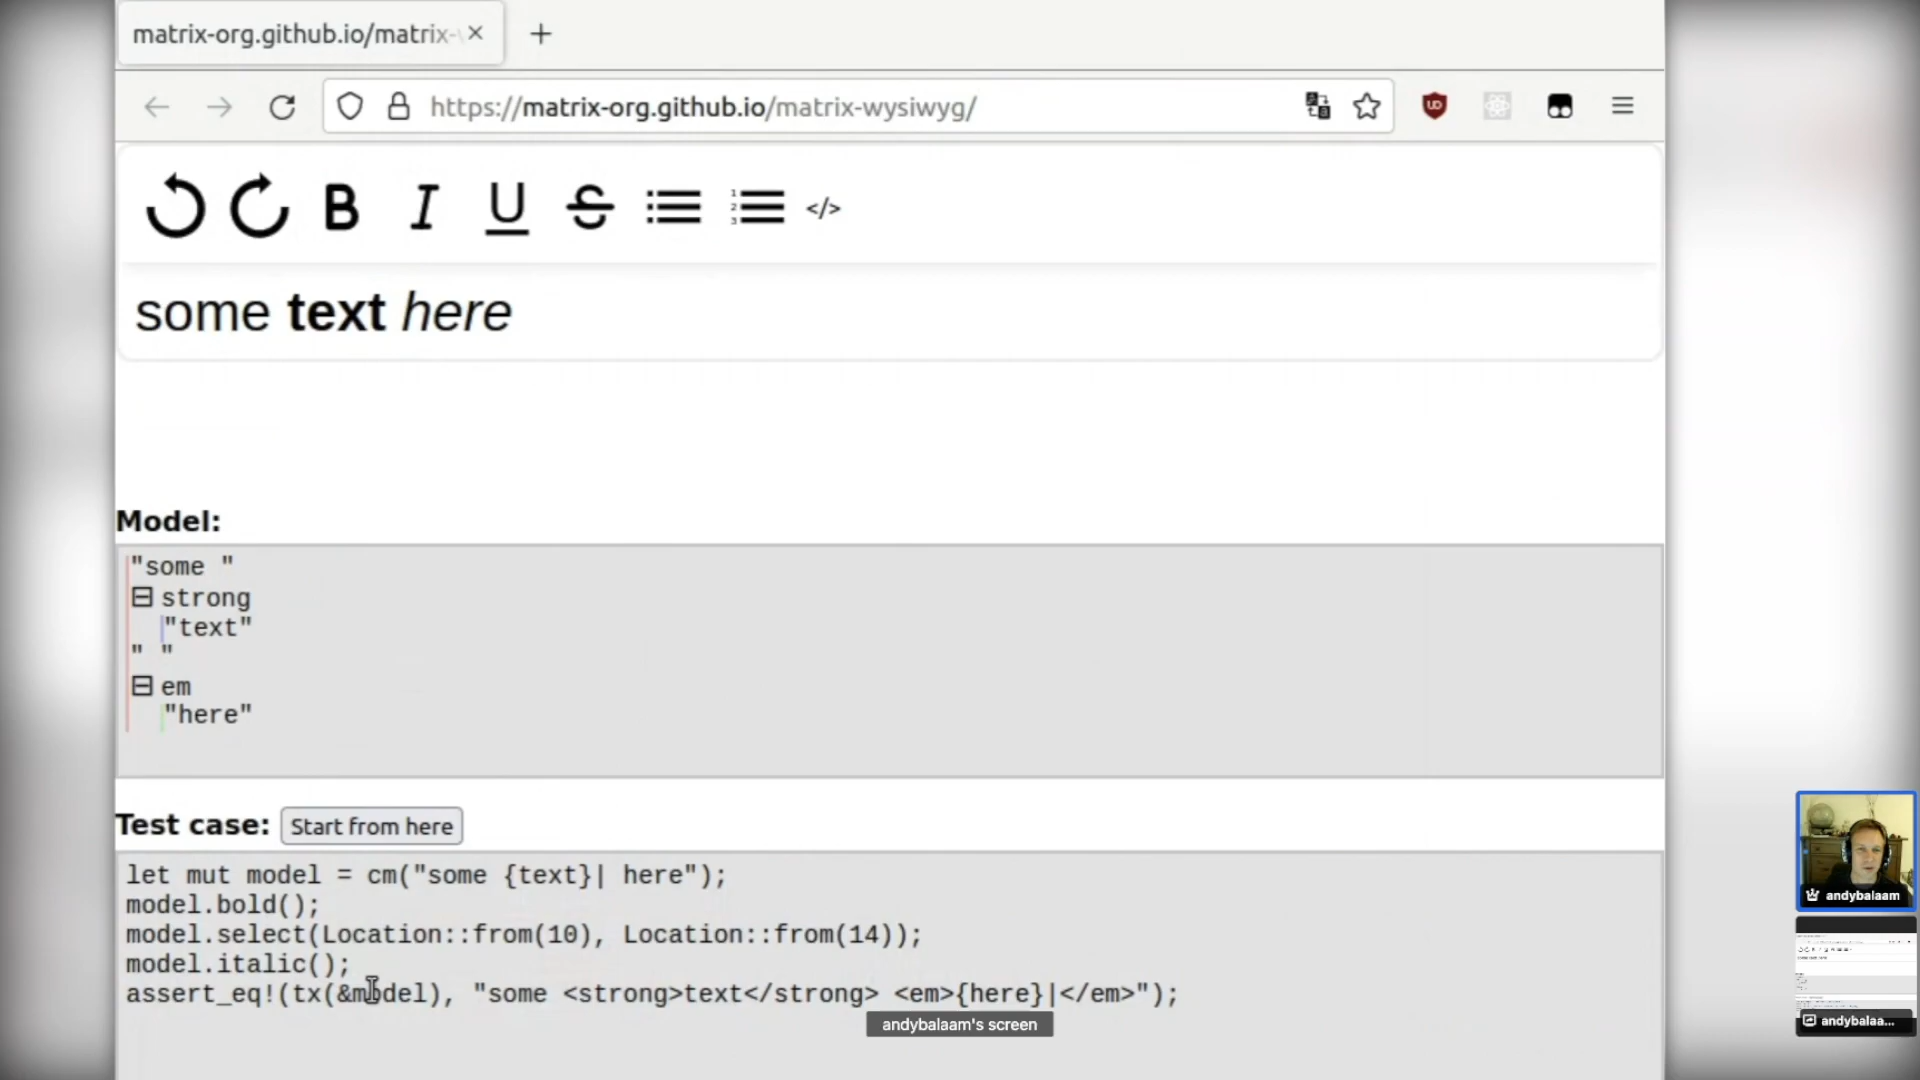 matrix-org.github.io/matrix-
https://matrix-org.github.io/matrix-wysiwyg/
B I U S </>
some text here
Model:
"some "
strong
"text"
" "
em
"here"
Test case: Start from here
let mut model = cm("some {text}| here");
model.bold();
model.select(Location::from(10), Location::from(14));
model.italic();
assert_eq!(tx(&model), "some <strong>text</strong> <em>{here}|</em>");
andybalaam's screen
andybalaam
andybalaa...